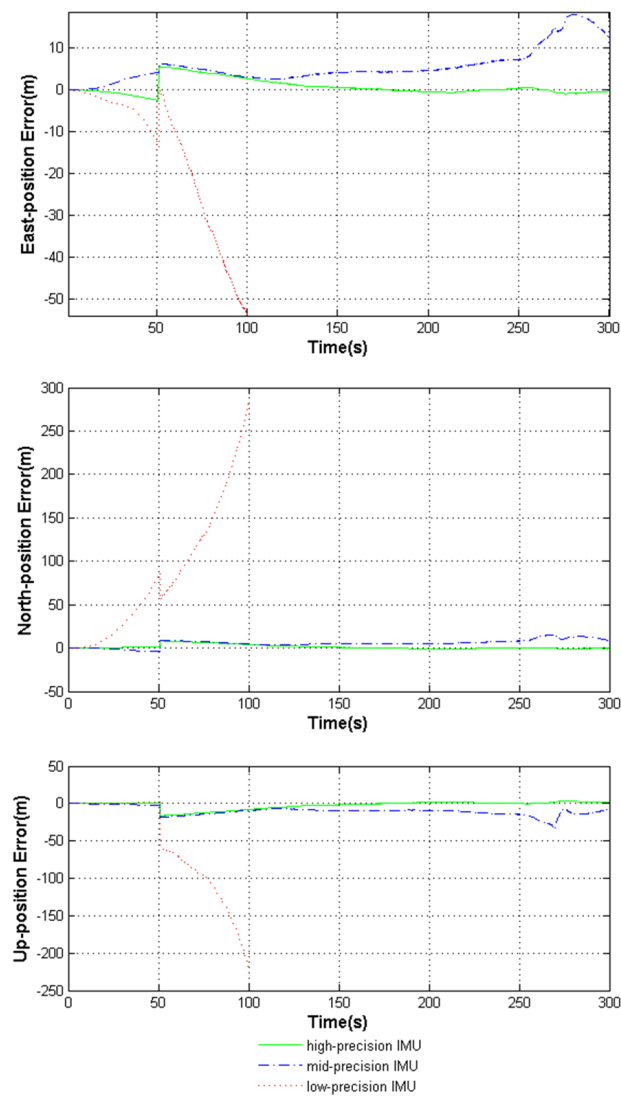 10
0
-10
-20
-30
-40
-50
East-position Error(m)
50 100 150 200 250 300
Time(s)
300
250
200
150
100
50
0
-50
North-position Error(m)
0 50 100 150 200 250 300
Time(s)
50
0
-50
-100
-150
-200
-250
Up-position Error(m)
0 50 100 150 200 250 300
Time(s)
high-precision IMU
mid-precision IMU
low-precision IMU